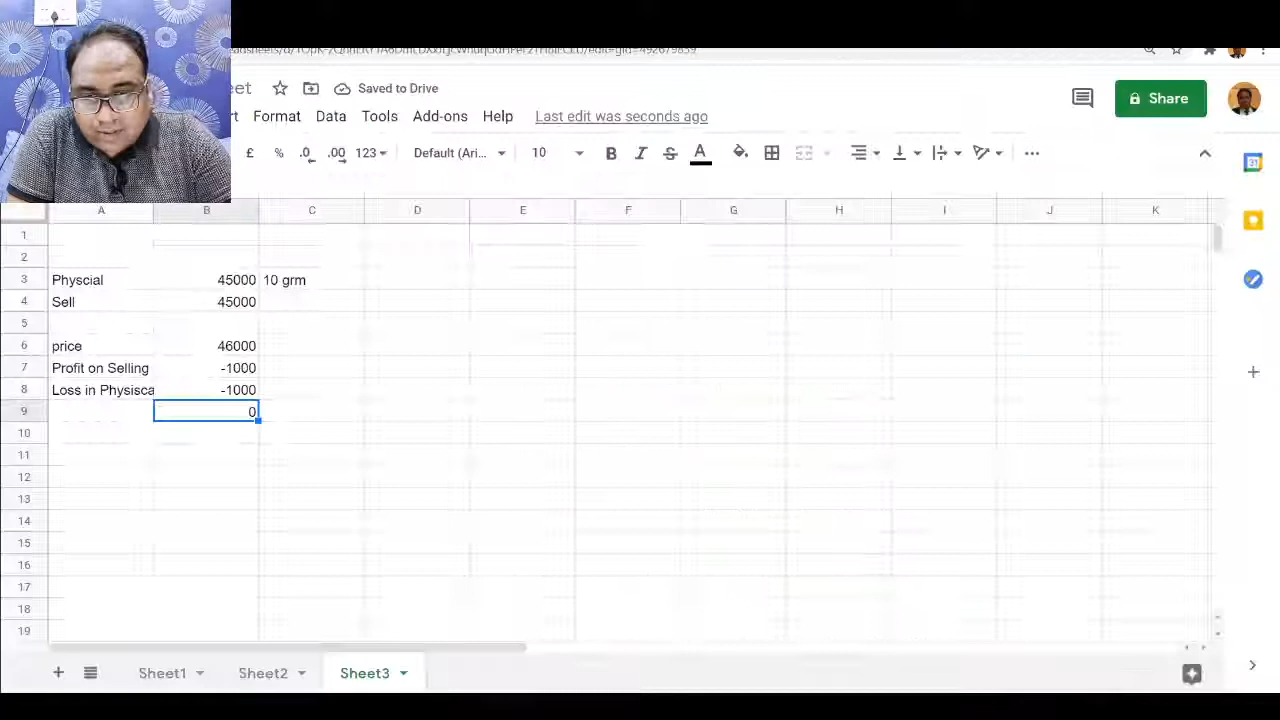 eet Saved to Drive
rt Format Data Tools Add-ons Help Last edit was seconds ago
Share
£ % .0 .00 123 Default (Ari... 10 B I S A
A B C D E F G H I J K
1
2
3 Physcial 45000 10 grm
4 Sell 45000
5
6 price 46000
7 Profit on Selling -1000
8 Loss in Physisca -1000
9 0
10
11
12
13
14
15
16
17
18
19
+ Sheet1 Sheet2 Sheet3